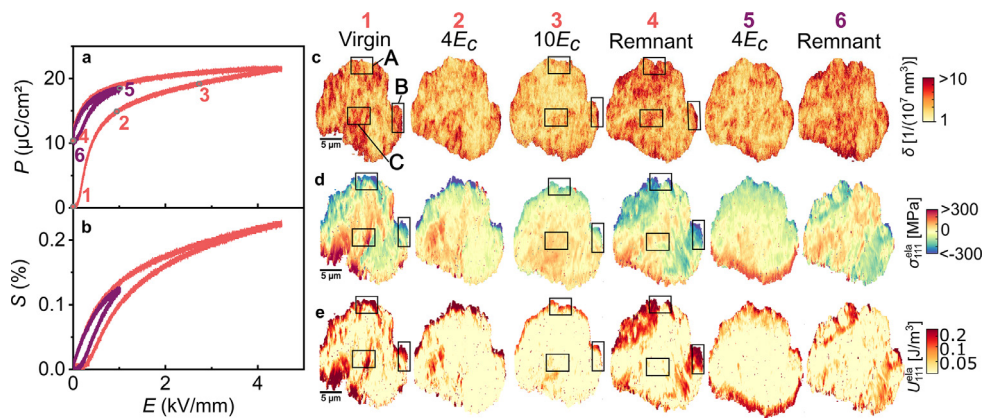 1 2 3 4 5 6
Virgin 4E_C 10E_C Remnant 4E_C Remnant
a
P (μC/cm²)
20
10
0
1
2
3
4
5
6
b
S (%)
0.2
0.1
0.0
0 2 4
E (kV/mm)
c
A
B
C
5 μm
>10
1
δ [1/(10⁷ nm³)]
d
5 μm
>300
0
<-300
σ₁₁₁ᵉˡᵃ [MPa]
e
5 μm
0.2
0.1
0.05
U₁₁₁ᵉˡᵃ [J/m³]